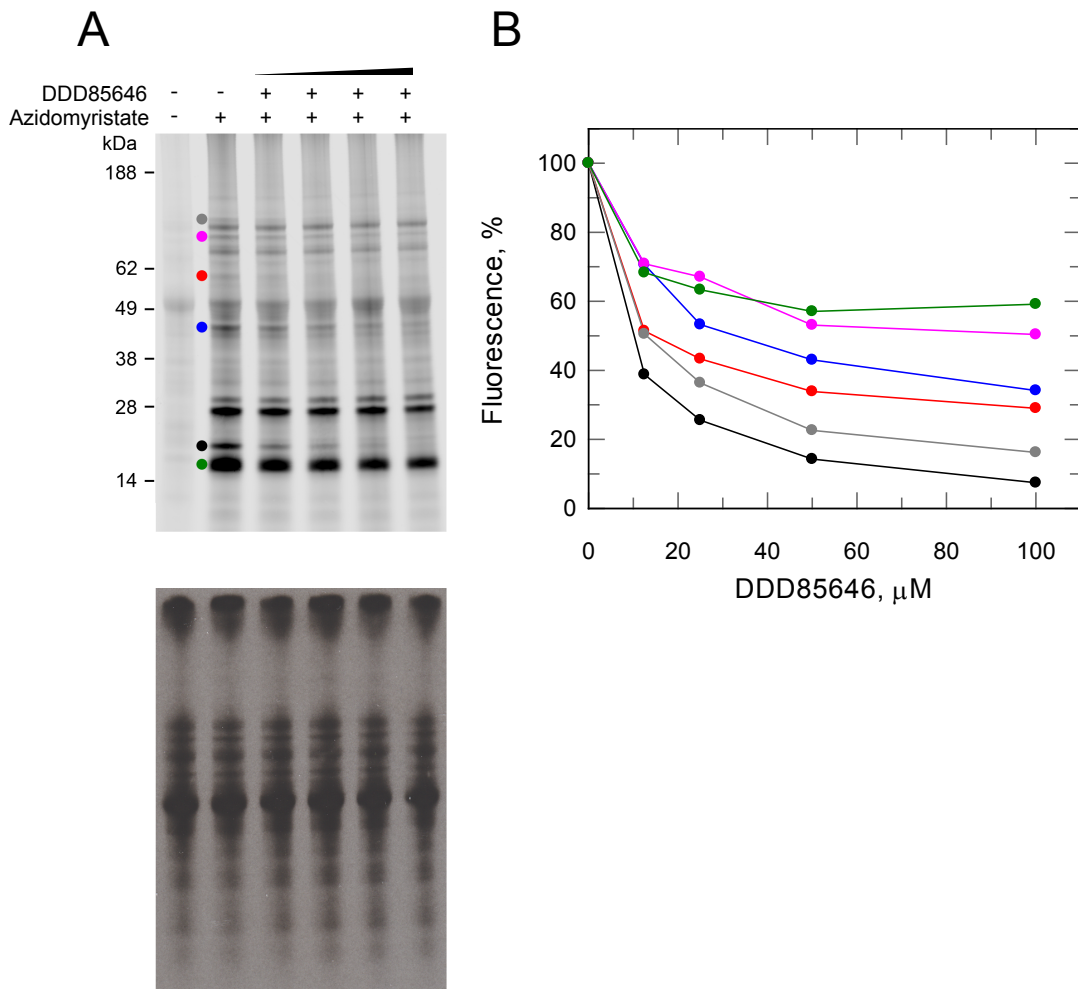 A
DDD85646 - - + + + +
Azidomyristate - + + + + +
kDa
188
62
49
38
28
14
B
100
80
60
40
20
0
Fluorescence, %
0 20 40 60 80 100
DDD85646, μM